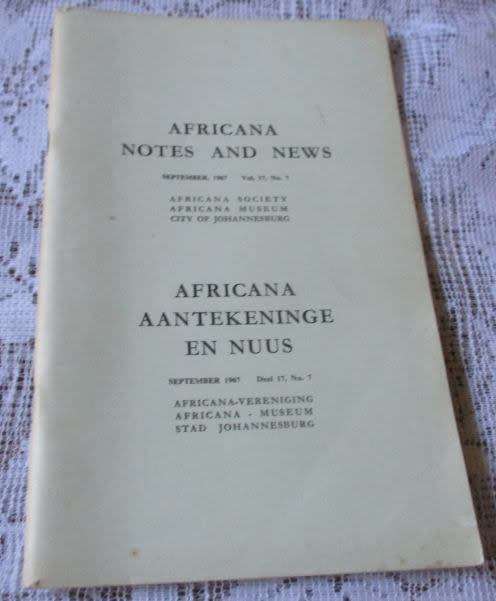 AFRICANA
NOTES AND NEWS
SEPTEMBER, 1967 Vol. 17, No. 7
AFRICANA SOCIETY
AFRICANA MUSEUM
CITY OF JOHANNESBURG
AFRICANA
AANTEKENINGE
EN NUUS
SEPTEMBER 1967 Deel 17, No. 7
AFRICANA-VERENIGING
AFRICANA - MUSEUM
STAD JOHANNESBURG